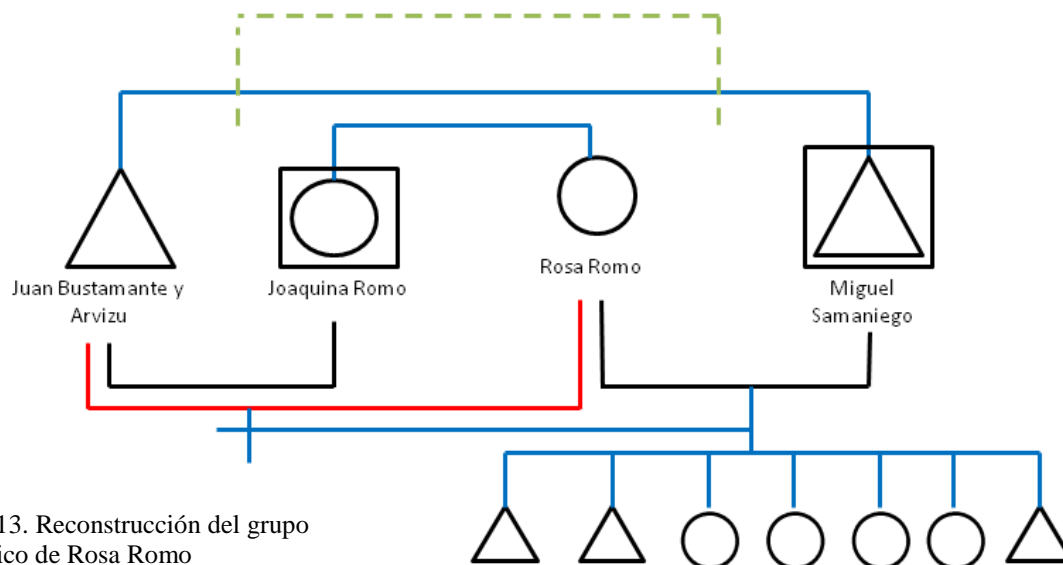 Juan Bustamante y
Arvizu
Joaquina Romo
Rosa Romo
Miguel
Samaniego
13. Reconstrucción del grupo
ico de Rosa Romo